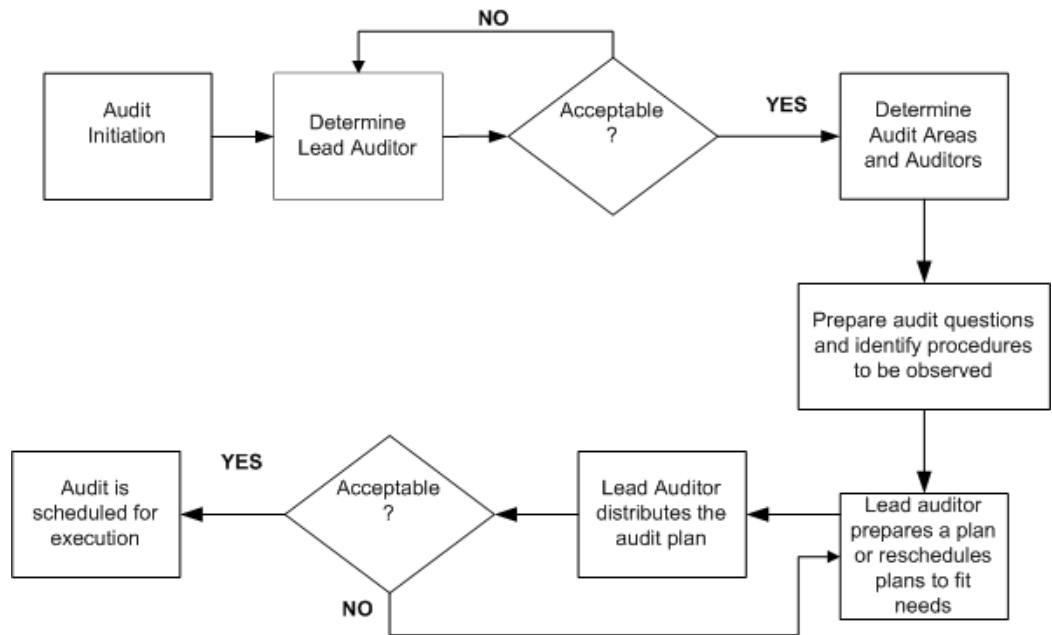 NO
Audit
Initiation
Determine
Lead Auditor
Acceptable
?
YES
Determine
Audit Areas
and Auditors
Prepare audit questions
and identify procedures
to be observed
Lead auditor
prepares a plan
or reschedules
plans to fit
needs
Lead Auditor
distributes the
audit plan
Acceptable
?
YES
NO
Audit is
scheduled for
execution